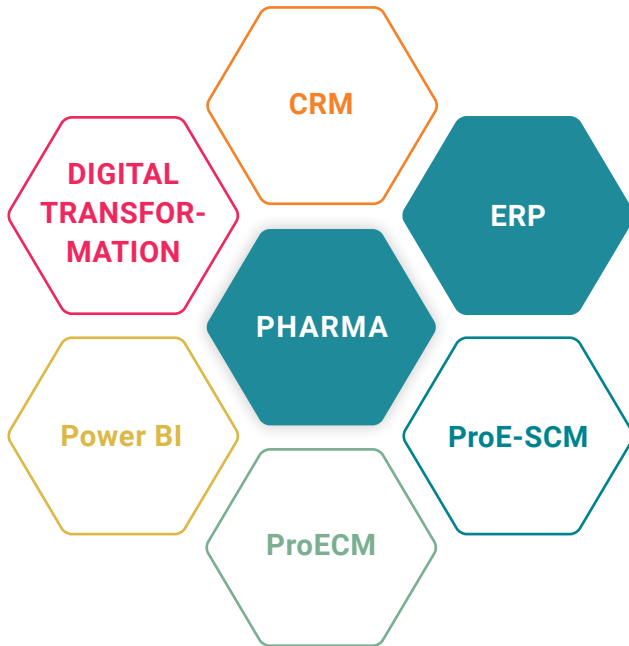 CRM
DIGITAL
TRANSFOR-
MATION
ERP
PHARMA
Power BI
ProE-SCM
ProECM